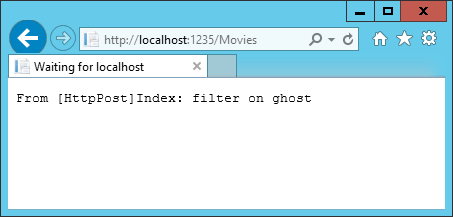 http://localhost:1235/Movies
Waiting for localhost
From [HttpPost]Index: filter on ghost